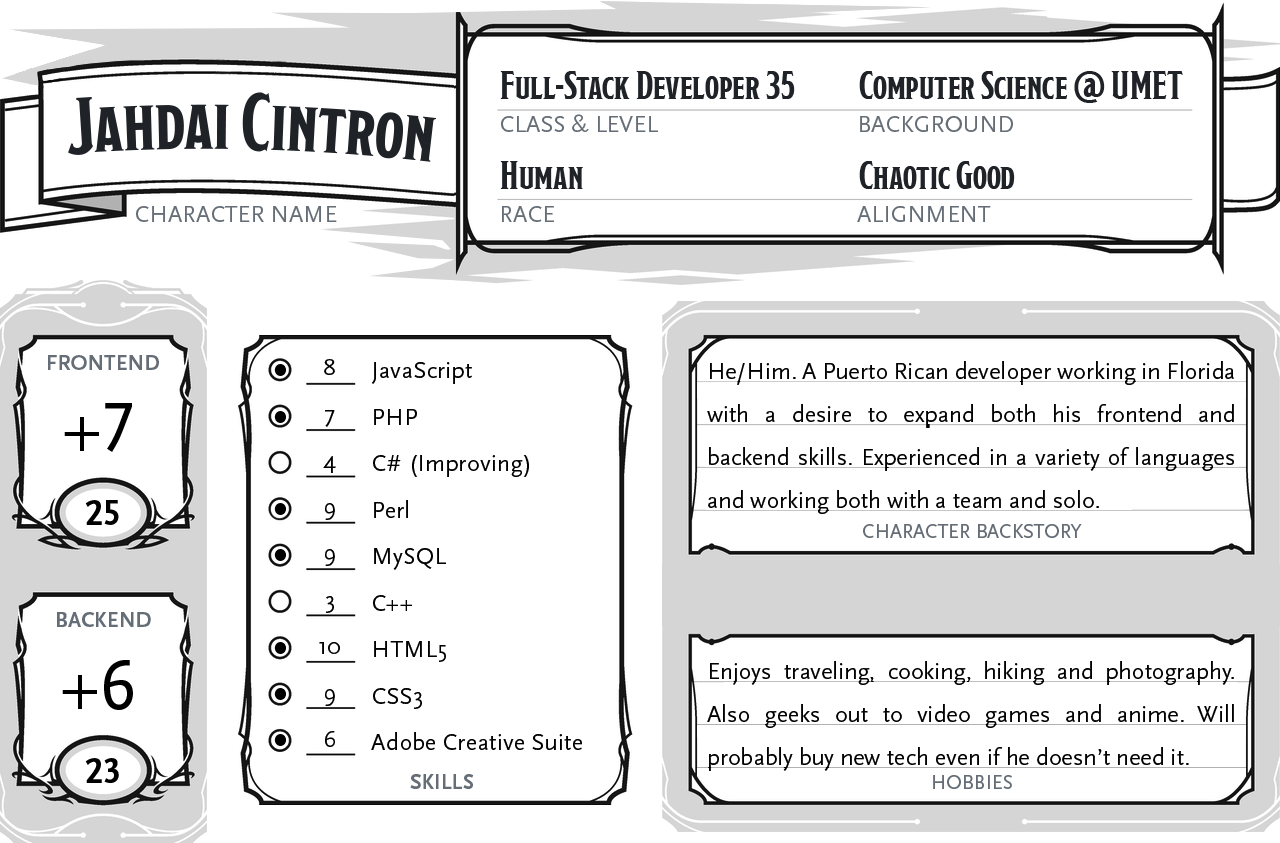 JAHDAI CINTRON
CHARACTER NAME
FULL-STACK DEVELOPER 35
CLASS & LEVEL
COMPUTER SCIENCE @ UMET
BACKGROUND
HUMAN
RACE
CHAOTIC GOOD
ALIGNMENT
FRONTEND
+7
25
BACKEND
+6
23
8 JavaScript
7 PHP
4 C# (Improving)
9 Perl
9 MySQL
3 C++
10 HTML5
9 CSS3
6 Adobe Creative Suite
SKILLS
He/Him. A Puerto Rican developer working in Florida
with a desire to expand both his frontend and
backend skills. Experienced in a variety of languages
and working both with a team and solo.
CHARACTER BACKSTORY
Enjoys traveling, cooking, hiking and photography.
Also geeks out to video games and anime. Will
probably buy new tech even if he doesn’t need it.
HOBBIES